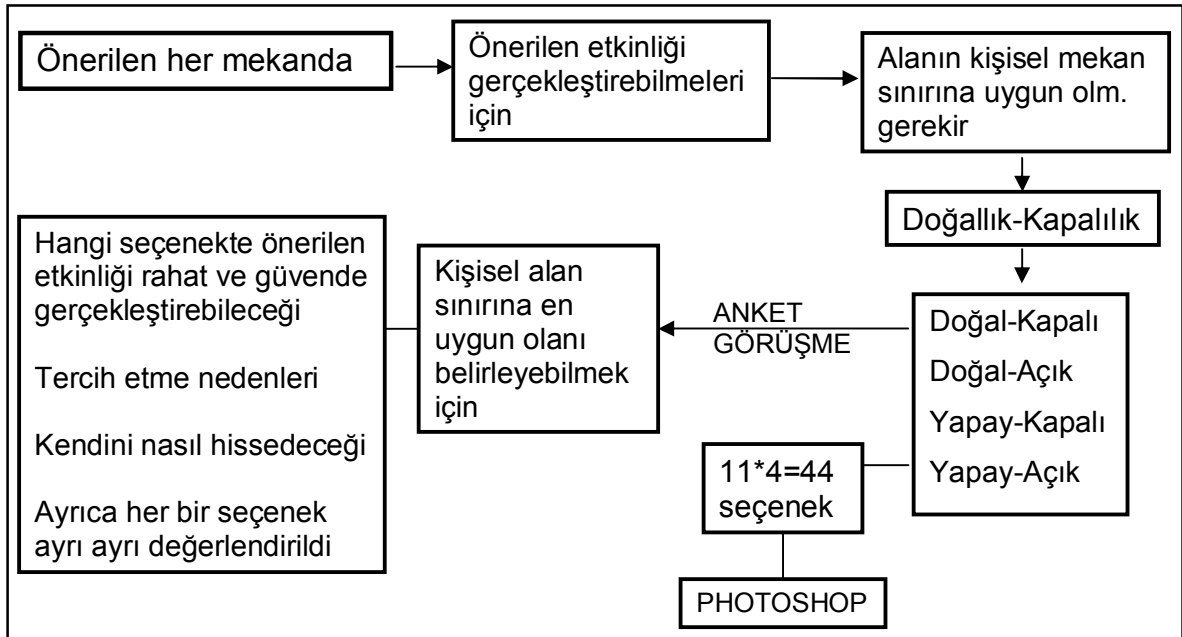 Önerilen her mekanda
Önerilen etkinliği
gerçekleştirebilmeleri
için
Alanın kişisel mekan
sınırına uygun olm.
gerekir
Doğallık-Kapalılık
Doğal-Kapalı
Doğal-Açık
Yapay-Kapalı
Yapay-Açık
11*4=44
seçenek
PHOTOSHOP
ANKET
GÖRÜŞME
Kişisel alan
sınırına en
uygun olanı
belirleyebilmek
için
Hangi seçenekte önerilen
etkinliği rahat ve güvende
gerçekleştirebileceği
Tercih etme nedenleri
Kendini nasıl hissedeceği
Ayrıca her bir seçenek
ayrı ayrı değerlendirildi